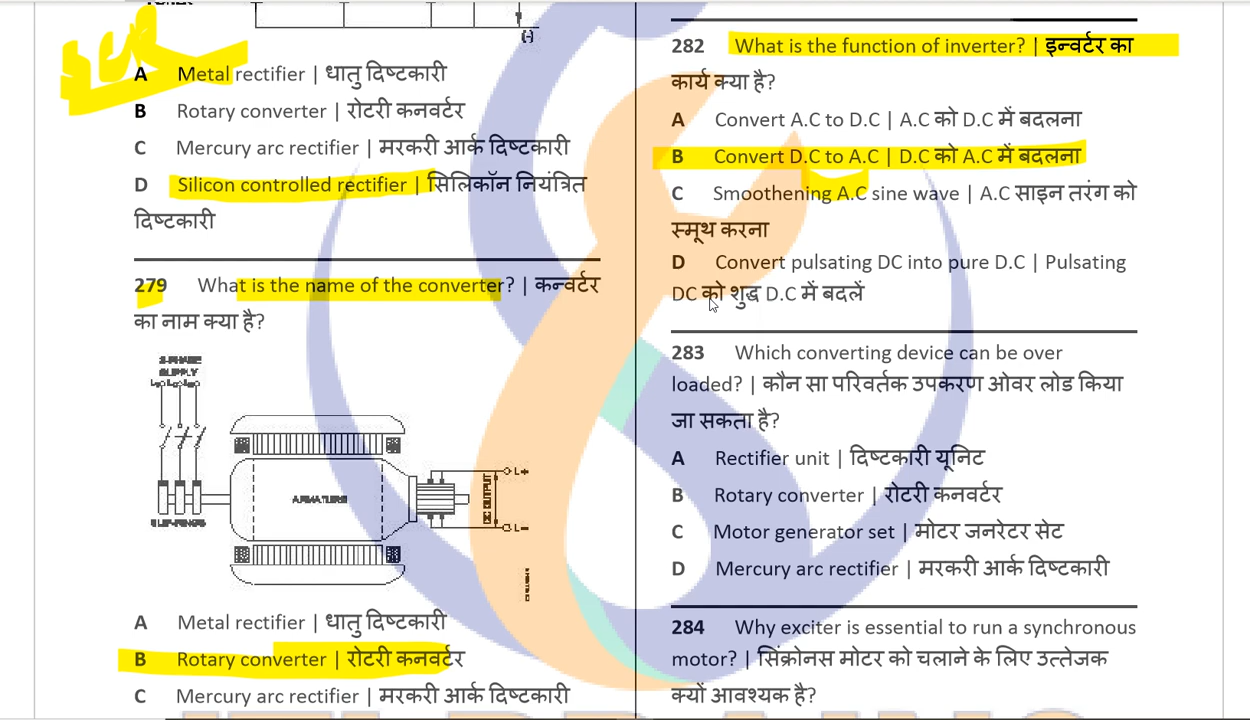 A Metal rectifier | धातु दिष्टकारी
B Rotary converter | रोटरी कनवर्टर
C Mercury arc rectifier | मरकरी आर्क दिष्टकारी
D Silicon controlled rectifier | सिलिकॉन नियंत्रित
दिष्टकारी
279 What is the name of the converter? | कन्वर्टर
का नाम क्या है?
3-PHASE
SUPPLY
ARMATURE
DC OUTPUT
L+
L-
SLIP-RINGS
A Metal rectifier | धातु दिष्टकारी
B Rotary converter | रोटरी कनवर्टर
C Mercury arc rectifier | मरकरी आर्क दिष्टकारी
282 What is the function of inverter? | इन्वर्टर का
कार्य क्या है?
A Convert A.C to D.C | A.C को D.C में बदलना
B Convert D.C to A.C | D.C को A.C में बदलना
C Smoothening A.C sine wave | A.C साइन तरंग को
स्मूथ करना
D Convert pulsating DC into pure D.C | Pulsating
DC को शुद्ध D.C में बदलें
283 Which converting device can be over
loaded? | कौन सा परिवर्तक उपकरण ओवर लोड किया
जा सकता है?
A Rectifier unit | दिष्टकारी यूनिट
B Rotary converter | रोटरी कनवर्टर
C Motor generator set | मोटर जनरेटर सेट
D Mercury arc rectifier | मरकरी आर्क दिष्टकारी
284 Why exciter is essential to run a synchronous
motor? | सिंक्रोनस मोटर को चलाने के लिए उत्तेजक
क्यों आवश्यक है?